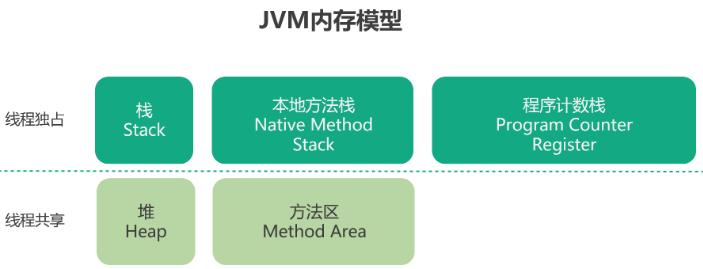 JVM内存模型
线程独占
栈
Stack
本地方法栈
Native Method
Stack
程序计数栈
Program Counter
Register
线程共享
堆
Heap
方法区
Method Area